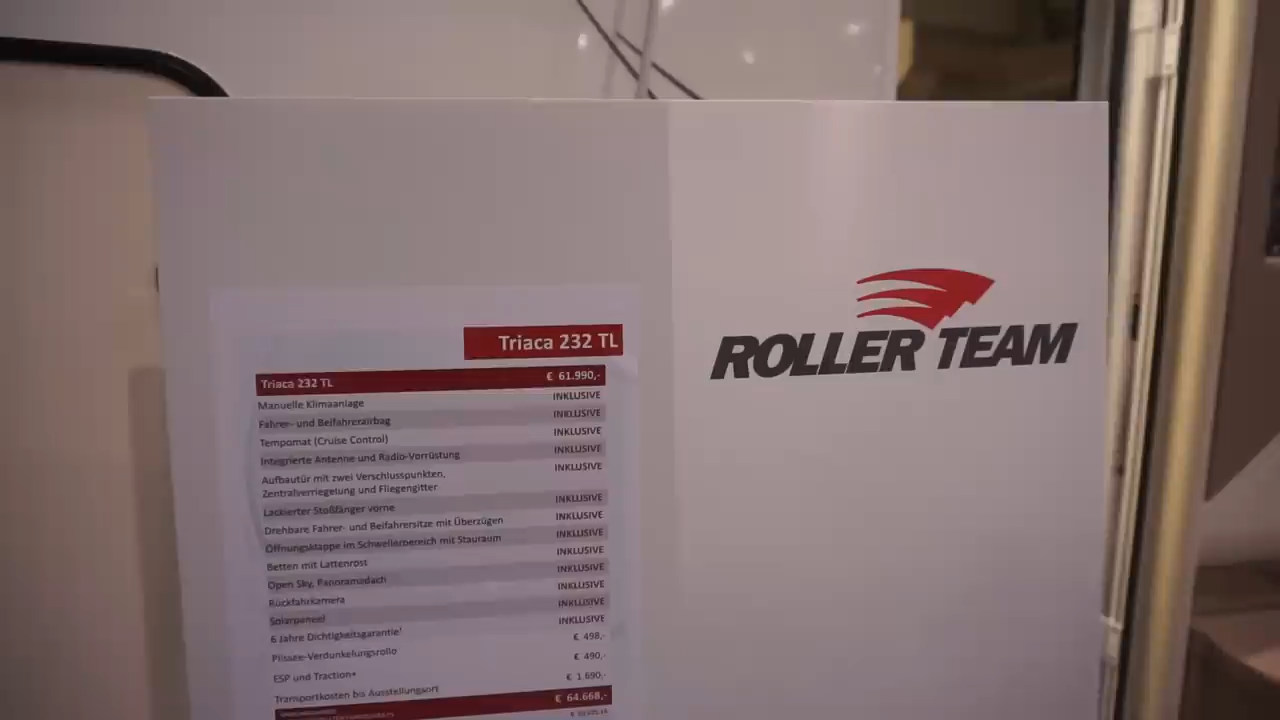 Triaca 232 TL
Triaca 232 TL € 61.990,-
Manuelle Klimaanlage INKLUSIVE
Fahrer- und Beifahrerairbag INKLUSIVE
Tempomat (Cruise Control) INKLUSIVE
Integrierte Antenne und Radio-Vorrüstung INKLUSIVE
Aufbautür mit zwei Verschlusspunkten, INKLUSIVE
Zentralverriegelung und Fliegengitter
Lackierter Stoßfänger vorne INKLUSIVE
Drehbare Fahrer- und Beifahrersitze mit Überzügen INKLUSIVE
Öffnungsklappe im Schwellerbereich mit Stauraum INKLUSIVE
Betten mit Lattenrost INKLUSIVE
Open Sky, Panoramadach INKLUSIVE
Rückfahrkamera INKLUSIVE
Solarpaneel INKLUSIVE
6 Jahre Dichtigkeitsgarantie¹ INKLUSIVE
Plissee-Verdunkelungsrollo € 498,-
ESP und Traction+ € 490,-
Transportkosten bis Ausstellungsort € 1.690,-
€ 64.668,-
ROLLER TEAM